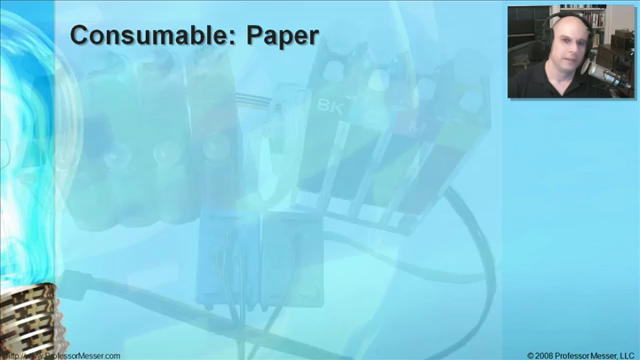 Consumable: Paper
BK
http://www.ProfessorMesser.com
© 2008 Professor Messer, LLC